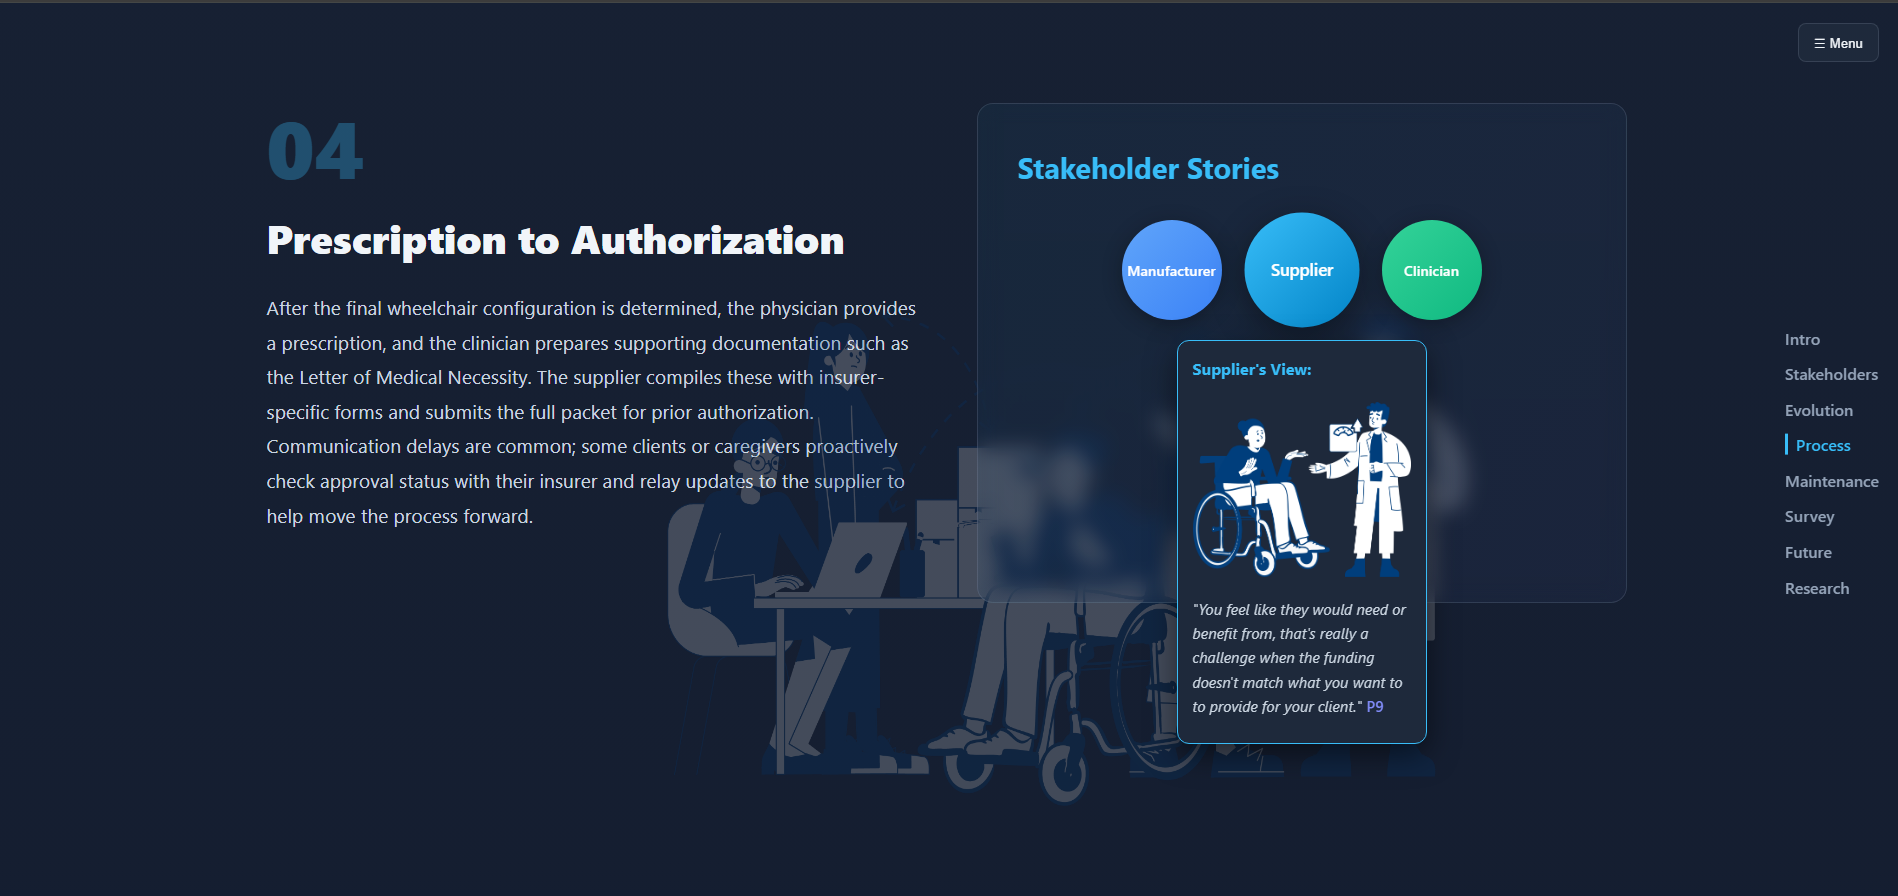 ☰ Menu
04
Prescription to Authorization
After the final wheelchair configuration is determined, the physician provides
a prescription, and the clinician prepares supporting documentation such as
the Letter of Medical Necessity. The supplier compiles these with insurer-
specific forms and submits the full packet for prior authorization.
Communication delays are common; some clients or caregivers proactively
check approval status with their insurer and relay updates to the supplier to
help move the process forward.
Stakeholder Stories
Manufacturer
Supplier
Clinician
Supplier's View:
"You feel like they would need or
benefit from, that's really a
challenge when the funding
doesn't match what you want to
to provide for your client." P9
Intro
Stakeholders
Evolution
Process
Maintenance
Survey
Future
Research